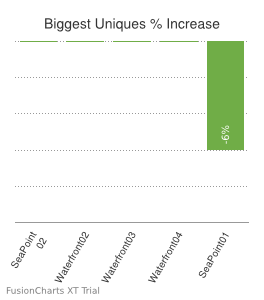 Biggest Uniques % Increase
-6%
SeaPoint
02
Waterfront02
Waterfront03
Waterfront04
SeaPoint01
FusionCharts XT Trial